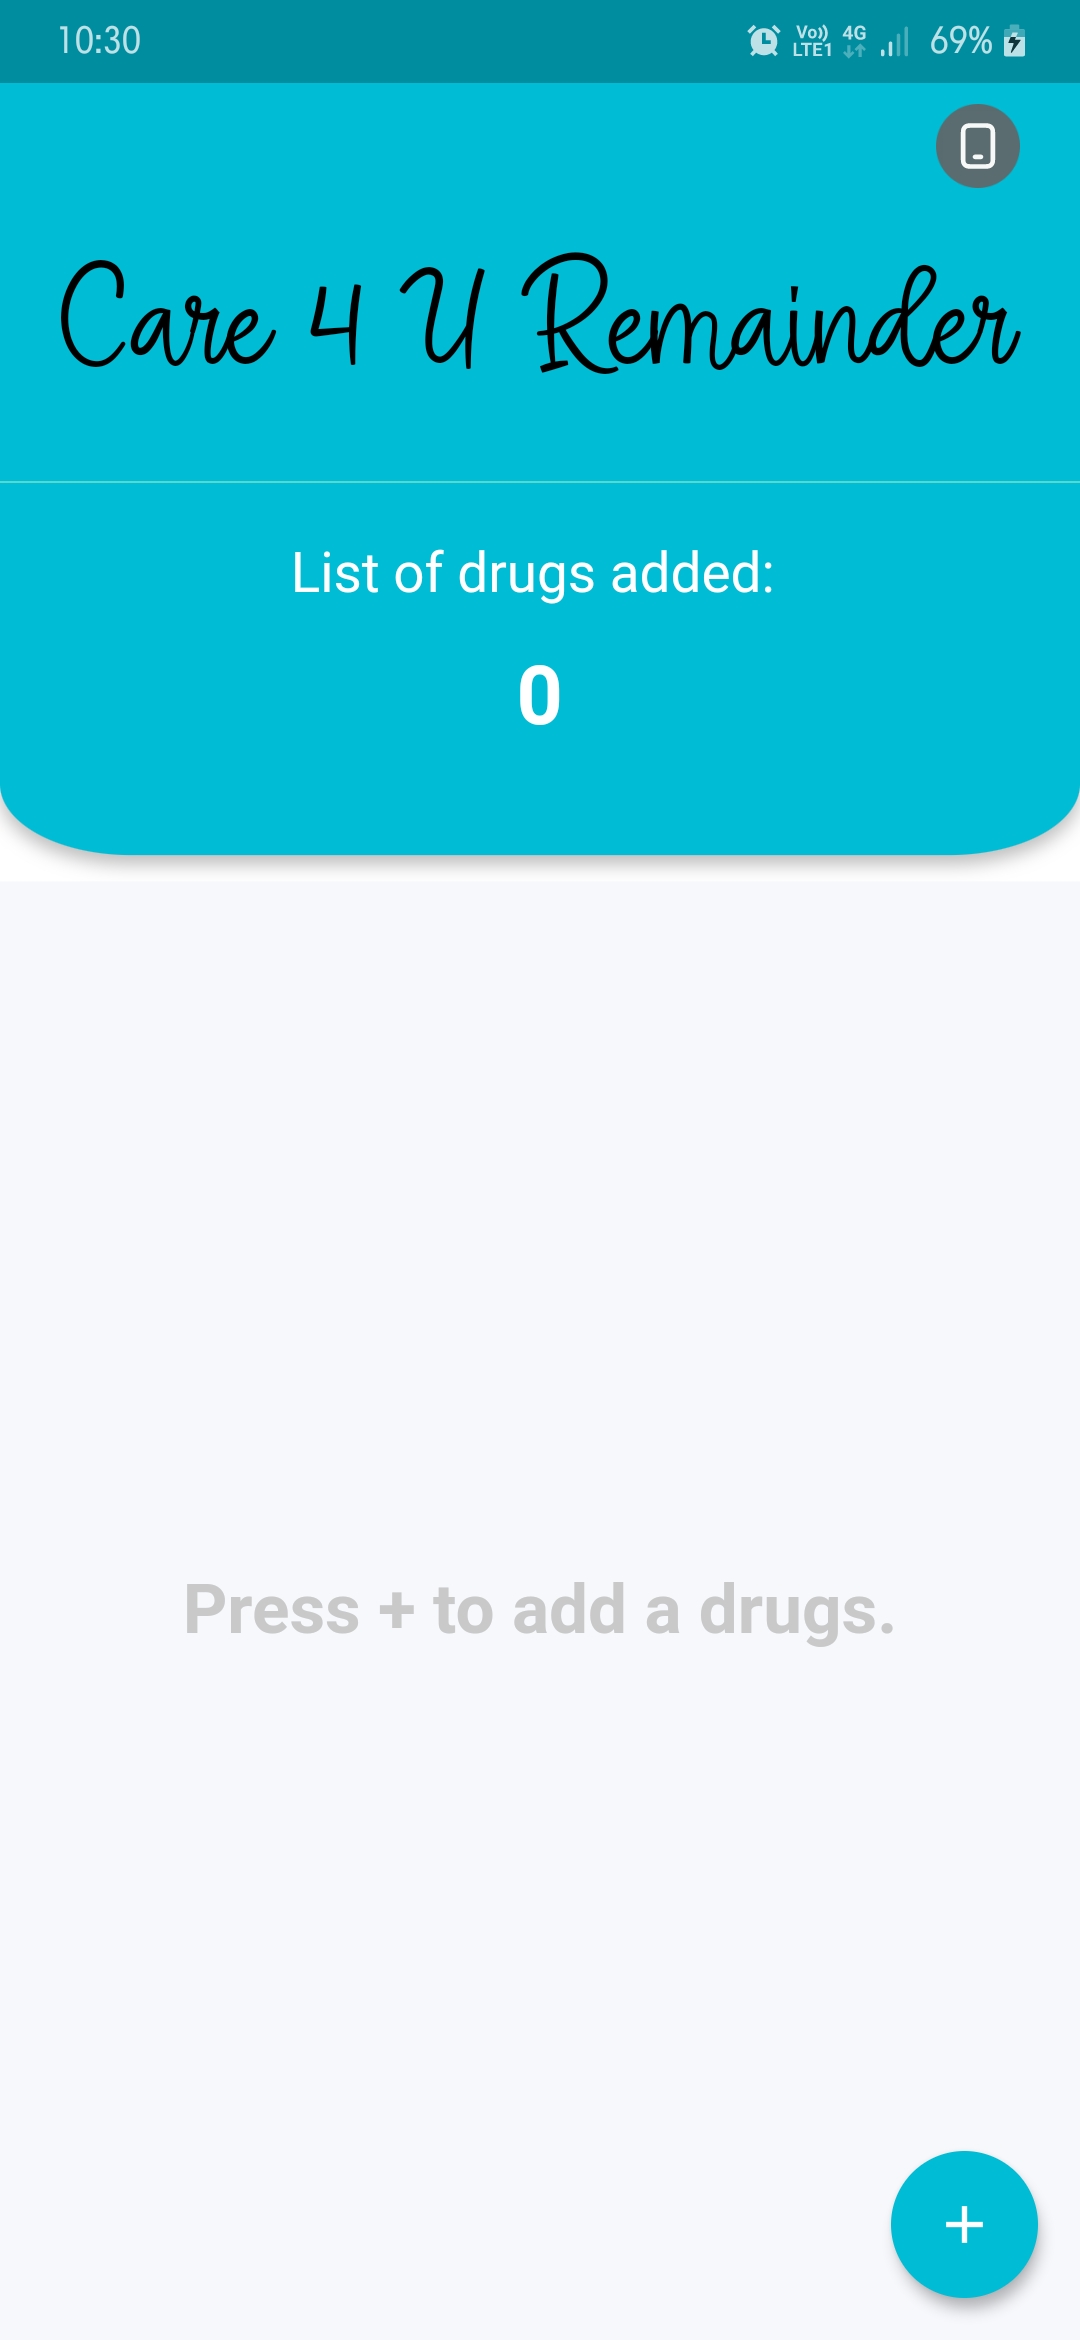 10:30 Vo)) LTE1 4G 69%
Care 4 U Remainder
List of drugs added:
0
Press + to add a drugs.
+